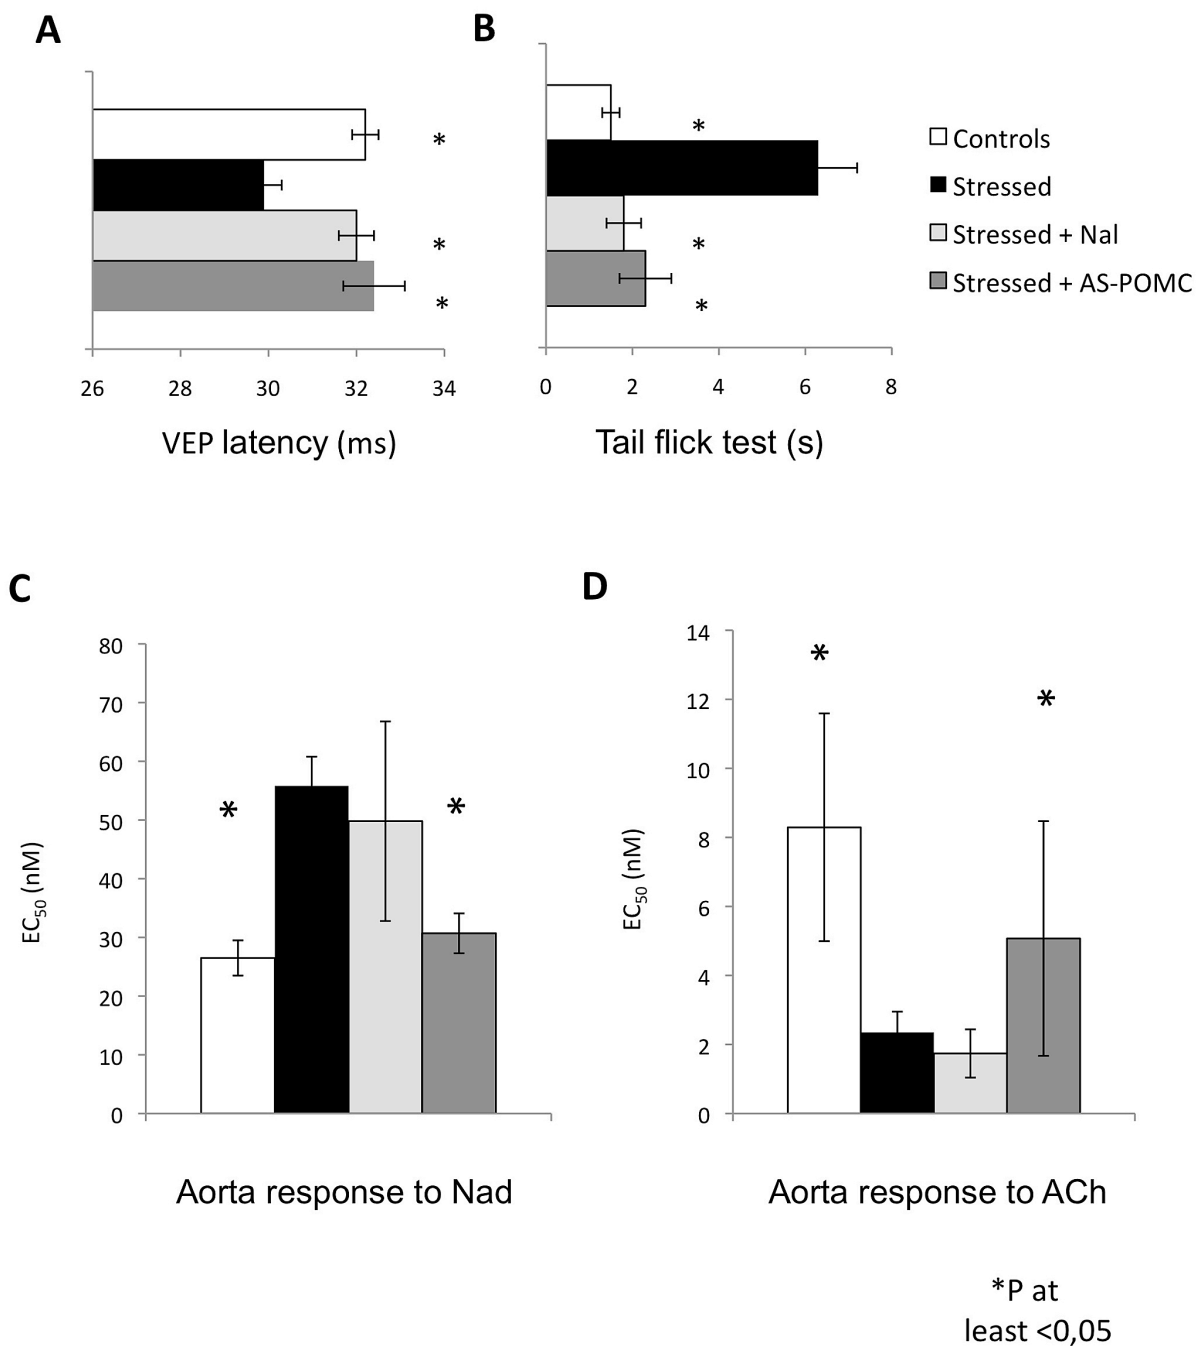 A
B
*
*
*
*
*
*
26 28 30 32 34
VEP latency (ms)
0 2 4 6 8
Tail flick test (s)
Controls
Stressed
Stressed + Nal
Stressed + AS-POMC
C
D
80
70
60
50
40
30
20
10
0
EC50 (nM)
*
*
Aorta response to Nad
14
12
10
8
6
4
2
0
EC50 (nM)
*
*
Aorta response to ACh
*P at
least <0,05